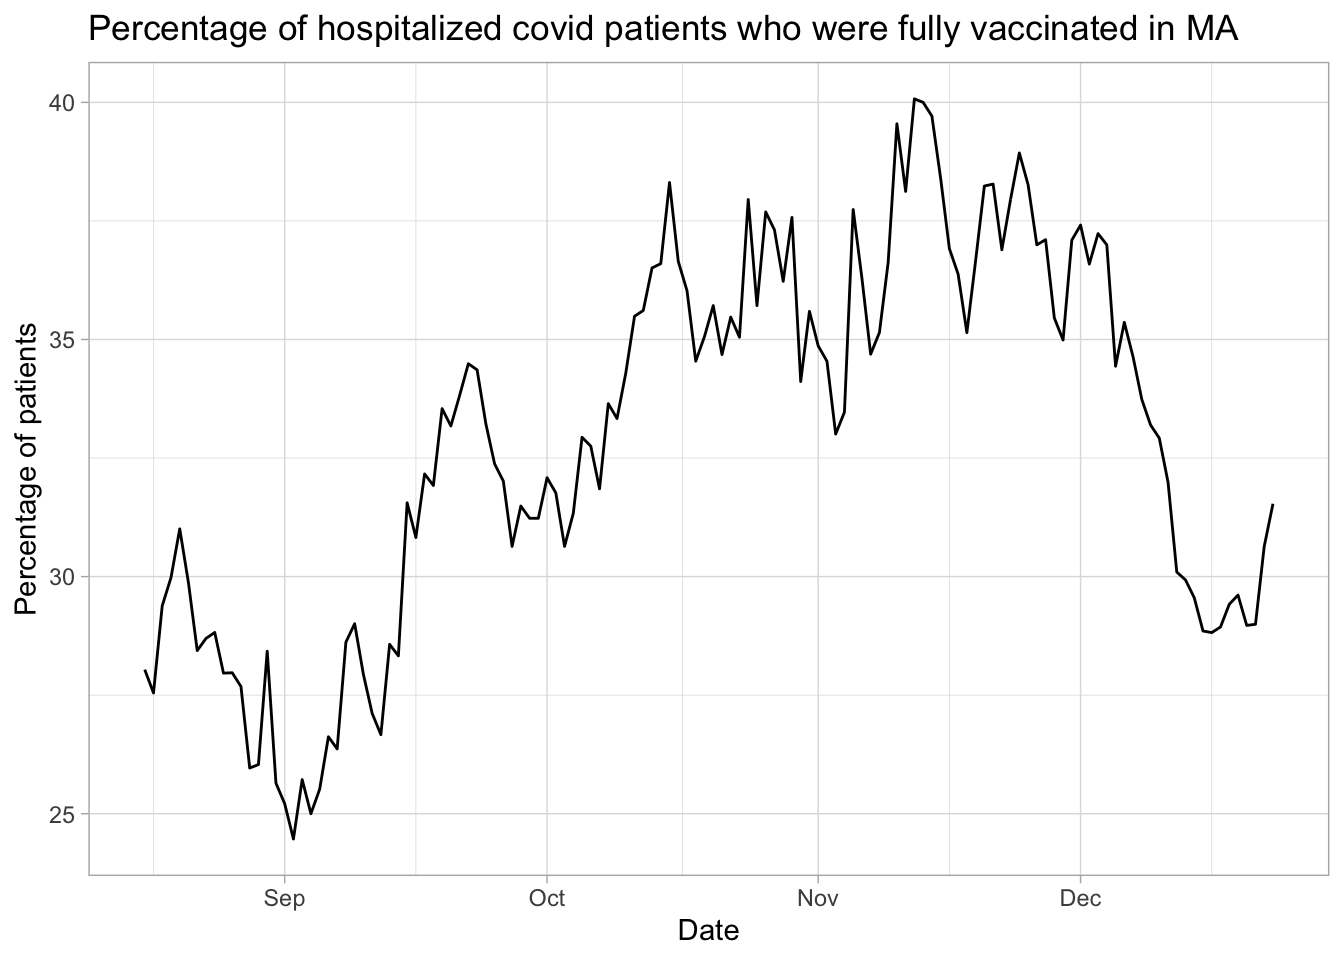 Percentage of hospitalized covid patients who were fully vaccinated in MA
40
35
30
25
Percentage of patients
Sep Oct Nov Dec
Date